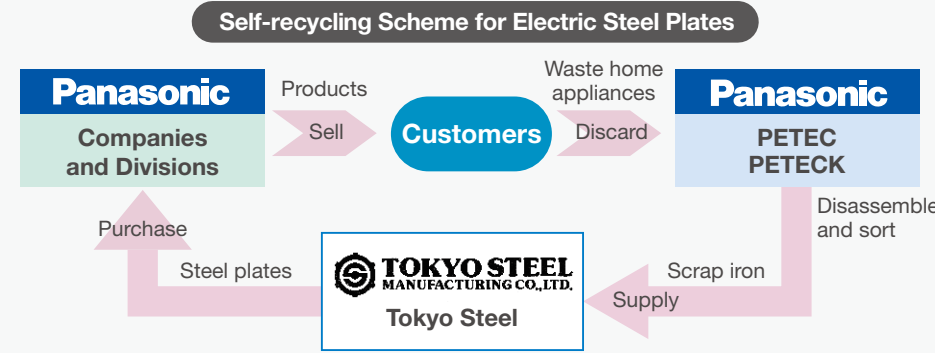 Self-recycling Scheme for Electric Steel Plates
Panasonic
Companies
and Divisions
Products
Sell
Customers
Waste home
appliances
Discard
Panasonic
PETEC
PETECK
Disassemble
and sort
Scrap iron
Supply
TOKYO STEEL
MANUFACTURING CO.,LTD.
Tokyo Steel
Steel plates
Purchase